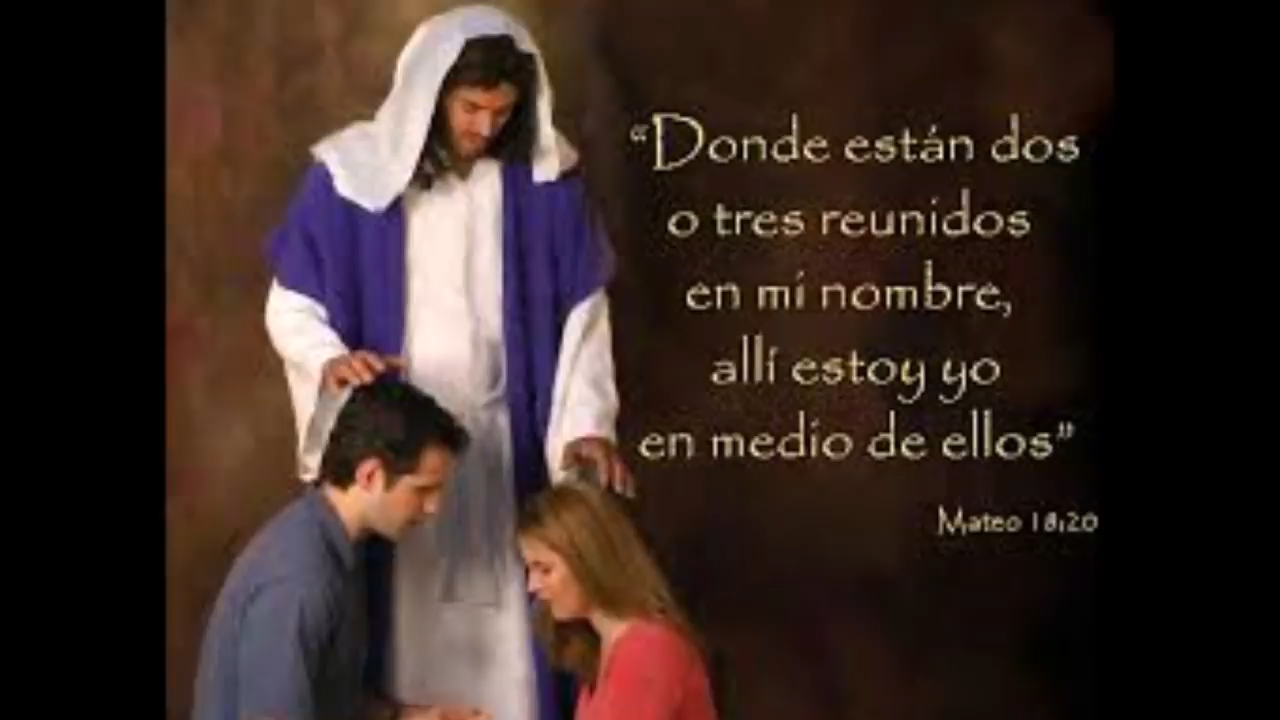 “Donde están dos
o tres reunidos
en mi nombre,
allí estoy yo
en medio de ellos”
Mateo 18:20